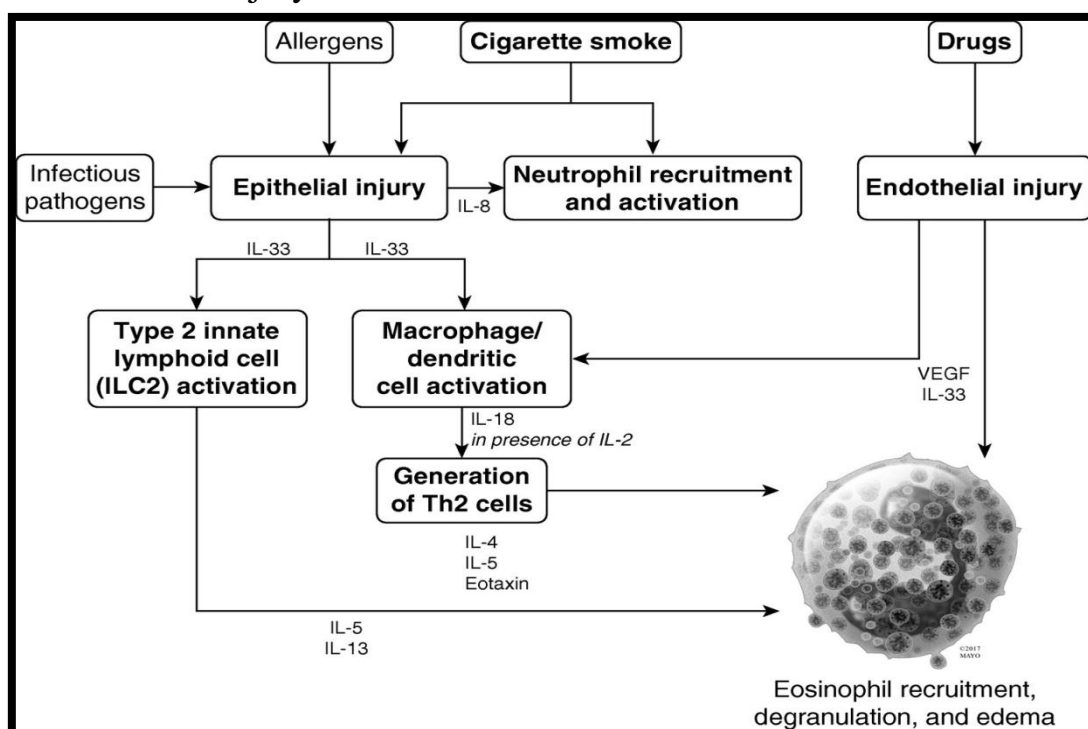 Allergens
Cigarette smoke
Drugs
Infectious
pathogens
Epithelial injury
IL-8
Neutrophil recruitment
and activation
Endothelial injury
IL-33
IL-33
Type 2 innate
lymphoid cell
(ILC2) activation
Macrophage/
dendritic
cell activation
VEGF
IL-33
IL-18
in presence of IL-2
Generation
of Th2 cells
IL-4
IL-5
Eotaxin
IL-5
IL-13
©2017
MAYO
Eosinophil recruitment,
degranulation, and edema